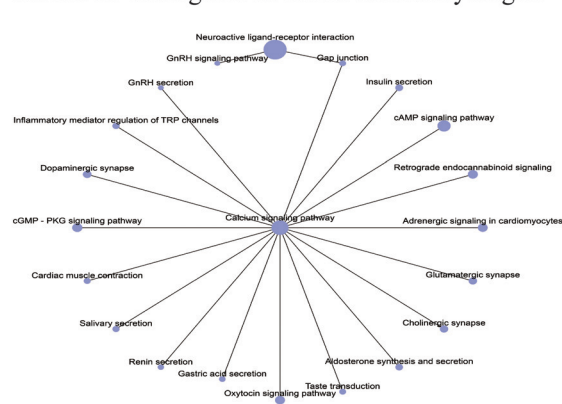 Neuroactive ligand-receptor interaction
GnRH signaling pathway
Gap junction
GnRH secretion
Insulin secretion
Inflammatory mediator regulation of TRP channels
cAMP signaling pathway
Dopaminergic synapse
Retrograde endocannabinoid signaling
Calcium signaling pathway
cGMP - PKG signaling pathway
Adrenergic signaling in cardiomyocytes
Cardiac muscle contraction
Glutamatergic synapse
Salivary secretion
Cholinergic synapse
Renin secretion
Aldosterone synthesis and secretion
Gastric acid secretion
Taste transduction
Oxytocin signaling pathway